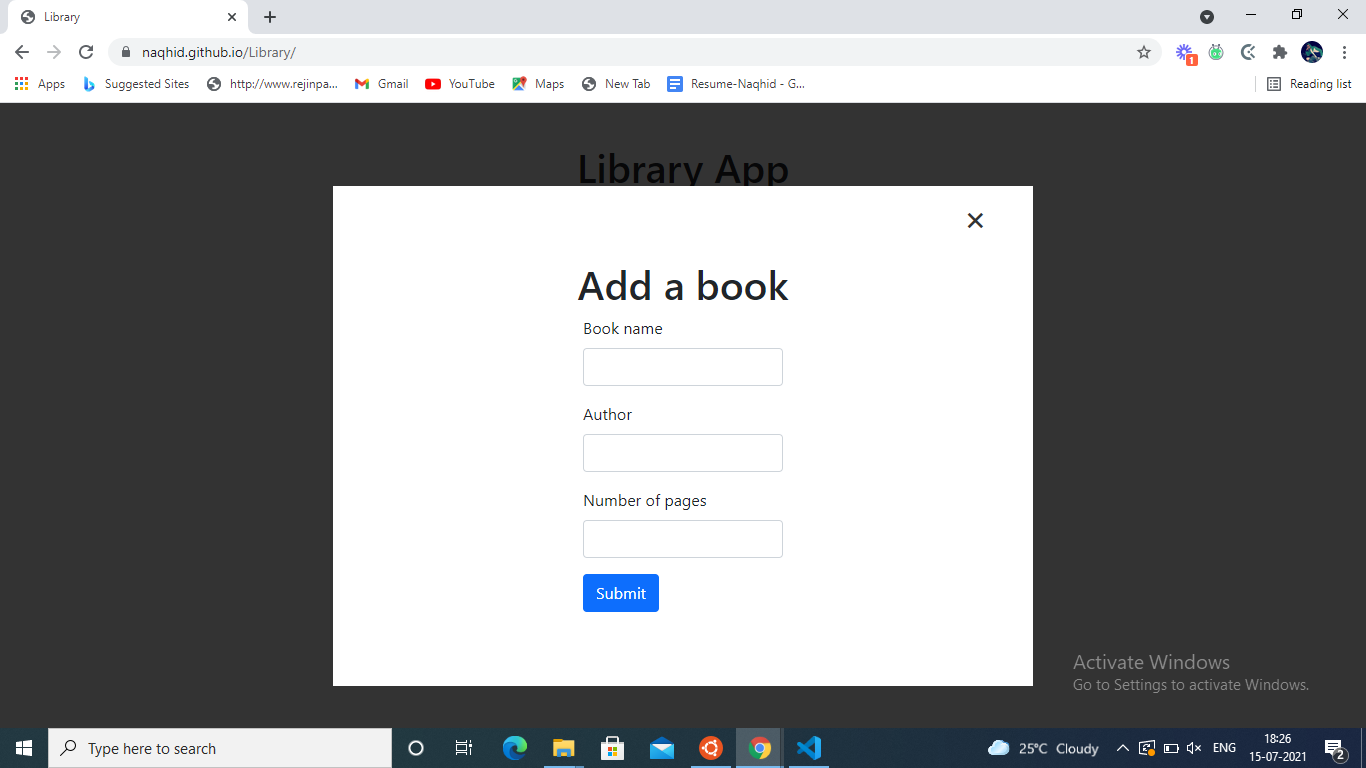 Library
naqhid.github.io/Library/
1
Apps
Suggested Sites
http://www.rejinpa...
Gmail
YouTube
Maps
New Tab
Resume-Naqhid - G...
Reading list
Library App
Add a book
Book name
Author
Number of pages
Submit
Activate Windows
Go to Settings to activate Windows.
Type here to search
25°C Cloudy
ENG
18:26
15-07-2021
2